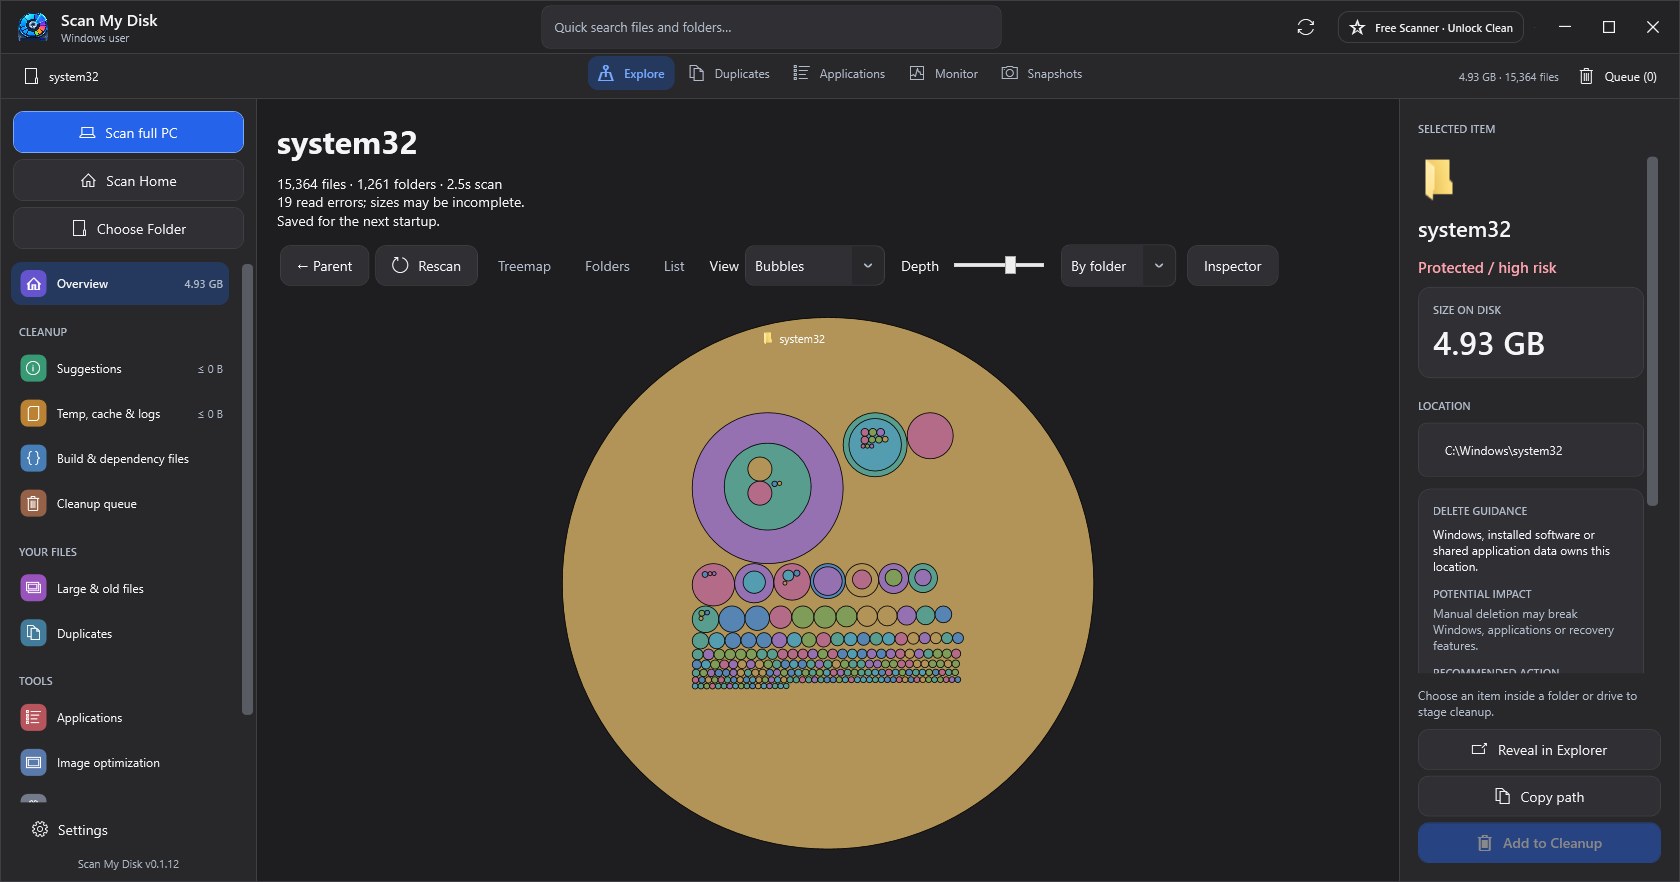 Scan My Disk
Windows user
Quick search files and folders...
Free Scanner · Unlock Clean
system32
Explore
Duplicates
Applications
Monitor
Snapshots
4.93 GB · 15,364 files
Queue (0)
Scan full PC
Scan Home
Choose Folder
Overview
4.93 GB
CLEANUP
Suggestions
≤ 0 B
Temp, cache & logs
≤ 0 B
Build & dependency files
Cleanup queue
YOUR FILES
Large & old files
Duplicates
TOOLS
Applications
Image optimization
Settings
Scan My Disk v0.1.12
system32
15,364 files · 1,261 folders · 2.5s scan
19 read errors; sizes may be incomplete.
Saved for the next startup.
← Parent
Rescan
Treemap
Folders
List
View
Bubbles
Depth
By folder
Inspector
system32
SELECTED ITEM
system32
Protected / high risk
SIZE ON DISK
4.93 GB
LOCATION
C:\Windows\system32
DELETE GUIDANCE
Windows, installed software or
shared application data owns this
location.
POTENTIAL IMPACT
Manual deletion may break
Windows, applications or recovery
features.
RECOMMENDED ACTION
Choose an item inside a folder or drive to
stage cleanup.
Reveal in Explorer
Copy path
Add to Cleanup